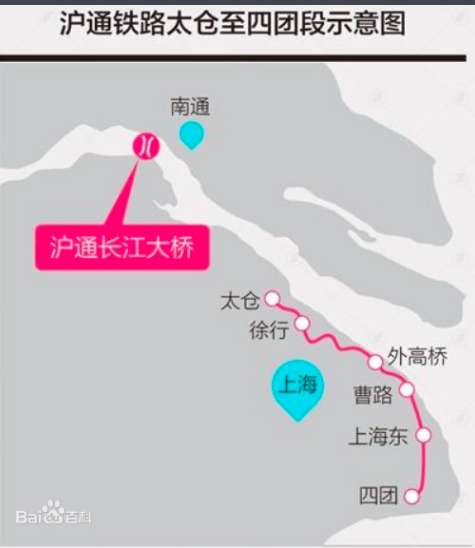 沪通铁路太仓至四团段示意图
南通
沪通长江大桥
太仓
徐行
外高桥
上海
曹路
上海东
四团
Bai百科